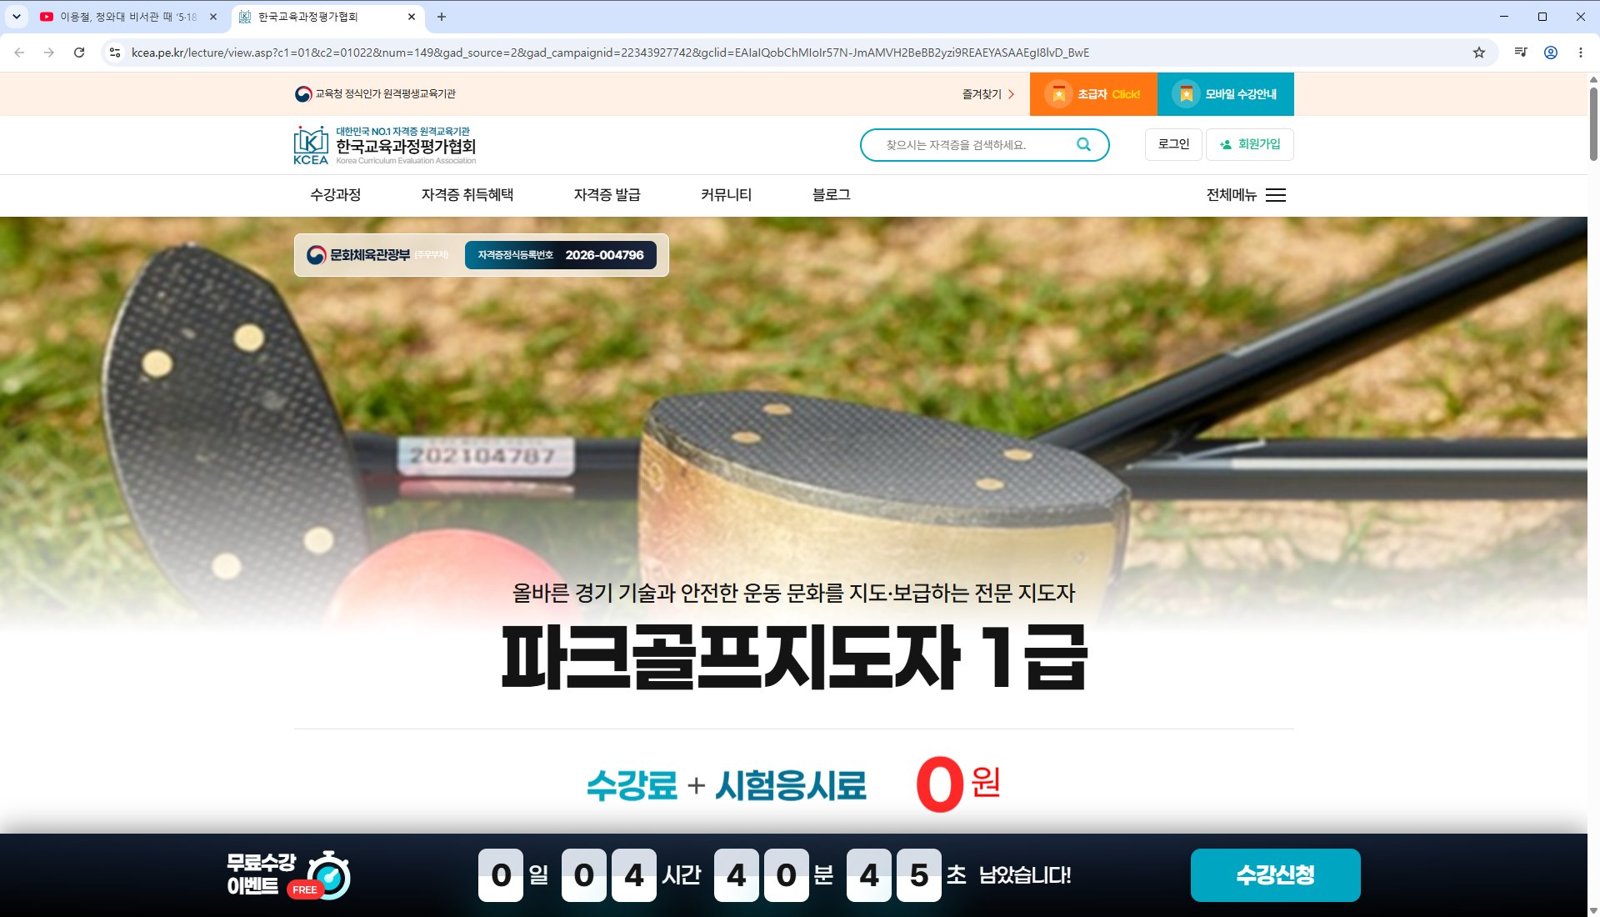 이용철, 청와대 비서관 때 '5·18
한국교육과정평가협회
kcea.pe.kr/lecture/view.asp?c1=01&c2=01022&num=149&gad_source=2&gad_campaignid=22343927742&gclid=EAIaIQobChMIoIr57N-JmAMVH2BeBB2yzi9REAEYASAAEgI8lvD_BwE
교육청 정식인가 원격평생교육기관
즐겨찾기
초급자 Click!
모바일 수강안내
KCEA
대한민국 NO.1 자격증 원격교육기관
한국교육과정평가협회
Korea Curriculum Evaluation Association
찾으시는 자격증을 검색하세요.
로그인
회원가입
수강과정
자격증 취득혜택
자격증 발급
커뮤니티
블로그
전체메뉴
문화체육관광부 (주무부처)
자격증정식등록번호 2026-004796
202104787
올바른 경기 기술과 안전한 운동 문화를 지도·보급하는 전문 지도자
파크골프지도자 1급
수강료 + 시험응시료 0원
무료수강
이벤트 FREE
0일 04시간 40분 45초 남았습니다!
수강신청